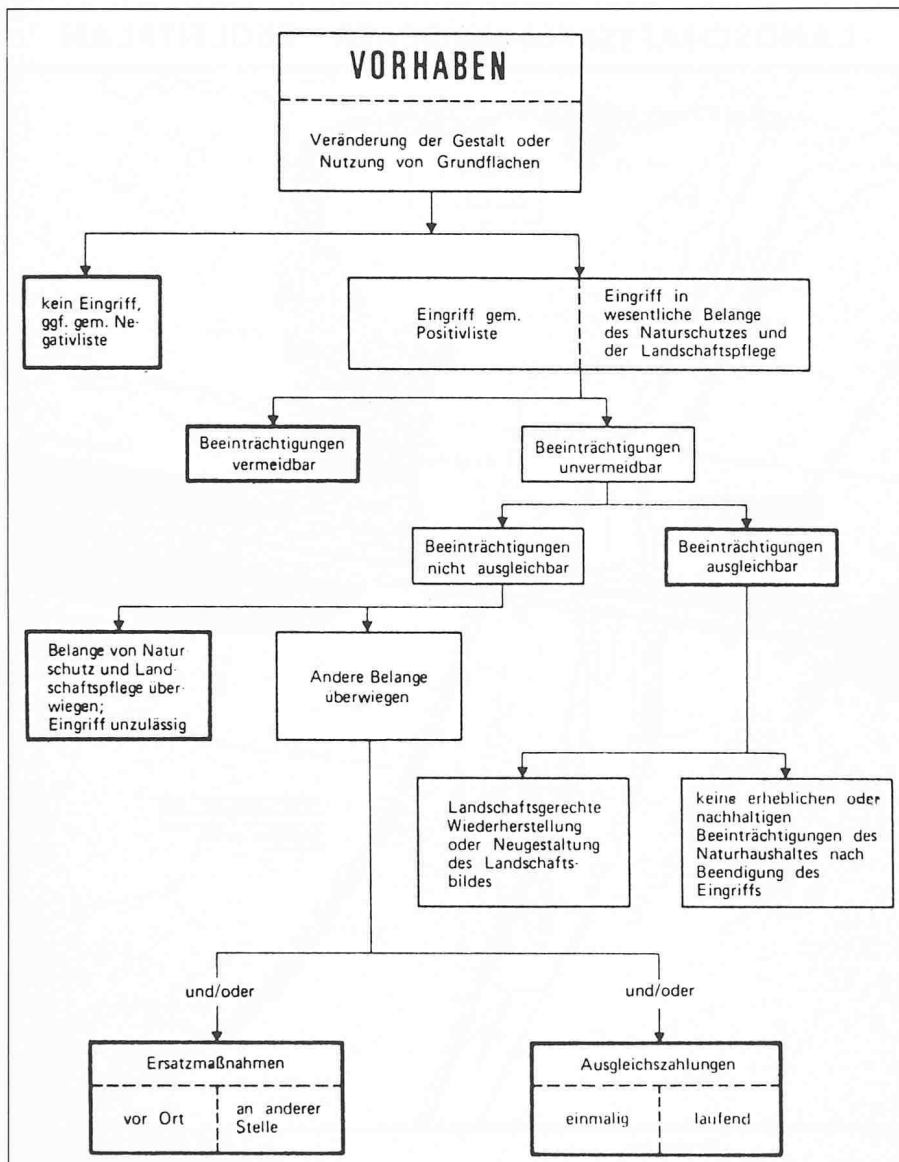 VORHABEN
Veränderung der Gestalt oder
Nutzung von Grundflächen
kein Eingriff,
ggf. gem. Ne-
gativliste
Eingriff gem.
Positivliste
Eingriff in
wesentliche Belange
des Naturschutzes und
der Landschaftspflege
Beeinträchtigungen
vermeidbar
Beeinträchtigungen
unvermeidbar
Beeinträchtigungen
nicht ausgleichbar
Beeinträchtigungen
ausgleichbar
Belange von Natur-
schutz und Land-
schaftspflege über-
wiegen;
Eingriff unzulässig
Andere Belange
überwiegen
Landschaftsgerechte
Wiederherstellung
oder Neugestaltung
des Landschafts-
bildes
keine erheblichen oder
nachhaltigen
Beeinträchtigungen des
Naturhaushaltes nach
Beendigung des
Eingriffs
und/oder
und/oder
Ersatzmaßnahmen
vor Ort
an anderer
Stelle
Ausgleichszahlungen
einmalig
laufend